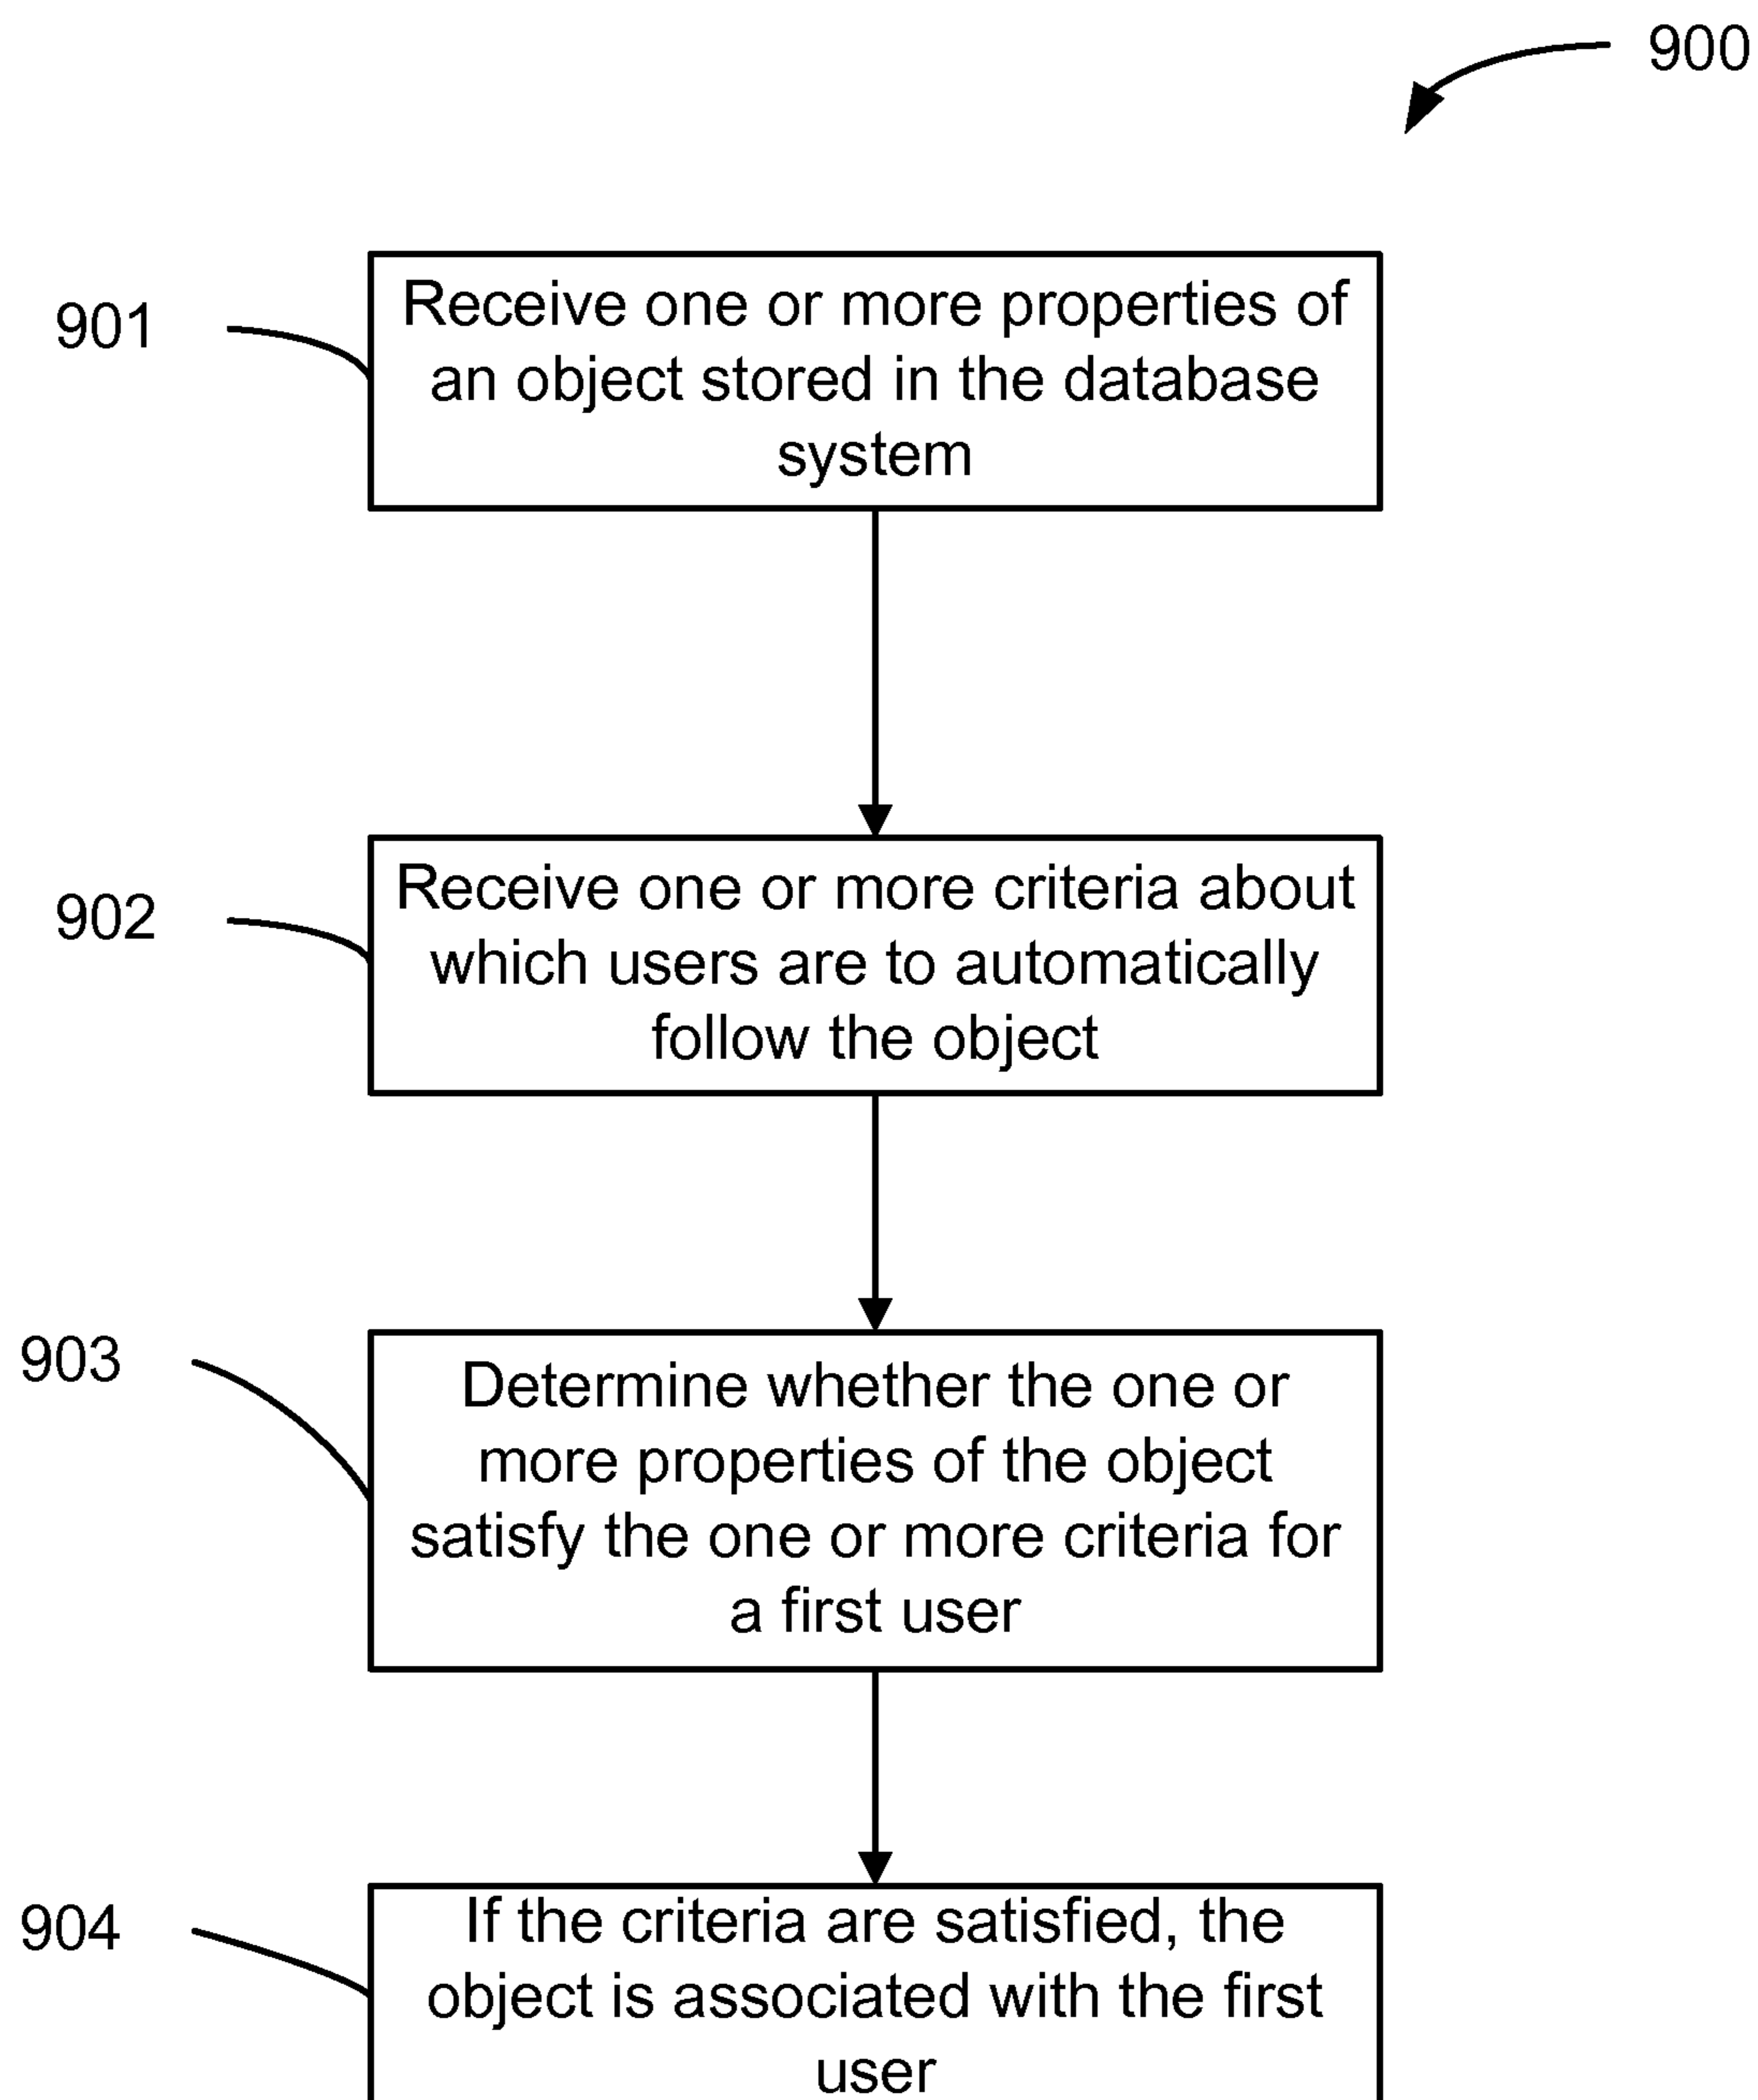 900
901
Receive one or more properties of
an object stored in the database
system
902
Receive one or more criteria about
which users are to automatically
follow the object
903
Determine whether the one or
more properties of the object
satisfy the one or more criteria for
a first user
904
If the criteria are satisfied, the
object is associated with the first
user